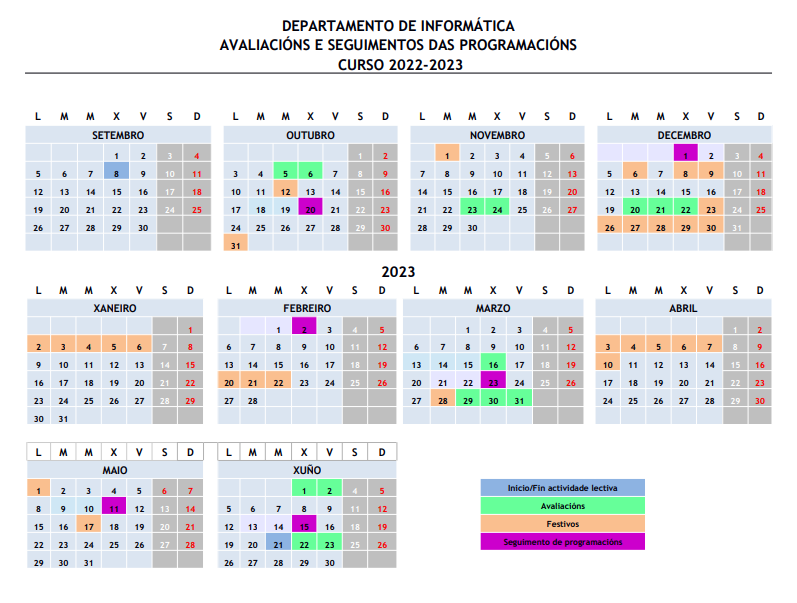 DEPARTAMENTO DE INFORMÁTICA
AVALIACIÓNS E SEGUIMENTOS DAS PROGRAMACIÓNS
CURSO 2022-2023
L M M X V S D L M M X V S D L M M X V S D L M M X V S D
SETEMBRO OUTUBRO NOVEMBRO DECEMBRO
1 2 3 4 1 2 1 2 3 4 5 6 1 2 3 4
5 6 7 8 9 10 11 3 4 5 6 7 8 9 7 8 9 10 11 12 13 5 6 7 8 9 10 11
12 13 14 15 16 17 18 10 11 12 13 14 15 16 14 15 16 17 18 19 20 12 13 14 15 16 17 18
19 20 21 22 23 24 25 17 18 19 20 21 22 23 21 22 23 24 25 26 27 19 20 21 22 23 24 25
26 27 28 29 30 24 25 26 27 28 29 30 28 29 30 26 27 28 29 30 31
31
2023
L M M X V S D L M M X V S D L M M X V S D L M M X V S D
XANEIRO FEBREIRO MARZO ABRIL
1 1 2 3 4 5 1 2 3 4 5 1 2
2 3 4 5 6 7 8 6 7 8 9 10 11 12 6 7 8 9 10 11 12 3 4 5 6 7 8 9
9 10 11 12 13 14 15 13 14 15 16 17 18 19 13 14 15 16 17 18 19 10 11 12 13 14 15 16
16 17 18 19 20 21 22 20 21 22 23 24 25 26 20 21 22 23 24 25 26 17 18 19 20 21 22 23
23 24 25 26 27 28 29 27 28 27 28 29 30 31 24 25 26 27 28 29 30
30 31
L M M X V S D L M M X V S D
MAIO XUÑO
1 2 3 4 5 6 7 1 2 3 4 5
8 9 10 11 12 13 14 5 6 7 8 9 11 12
15 16 17 18 19 20 21 12 13 14 15 16 18 19
22 23 24 25 26 27 28 19 20 21 22 23 25 26
29 30 31 26 27 28 29 30
Inicio/Fin actividade lectiva
Avaliacións
Festivos
Seguimento de programacións